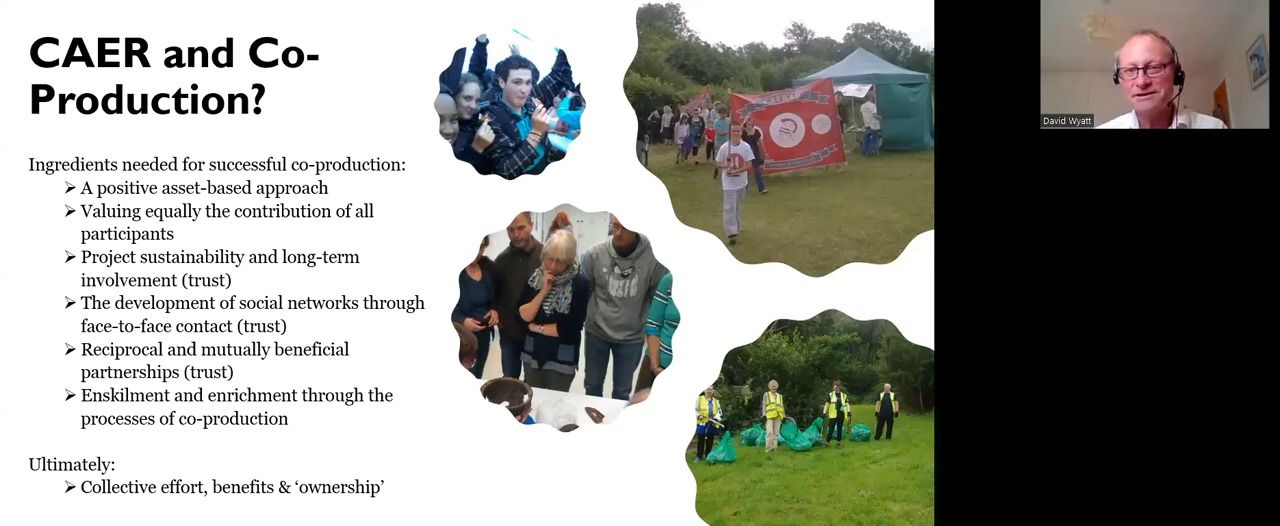 CAER and Co-
Production?
Ingredients needed for successful co-production:
➢ A positive asset-based approach
➢ Valuing equally the contribution of all
participants
➢ Project sustainability and long-term
involvement (trust)
➢ The development of social networks through
face-to-face contact (trust)
➢ Reciprocal and mutually beneficial
partnerships (trust)
➢ Enskilment and enrichment through the
processes of co-production
Ultimately:
➢ Collective effort, benefits & ‘ownership’
David Wyatt